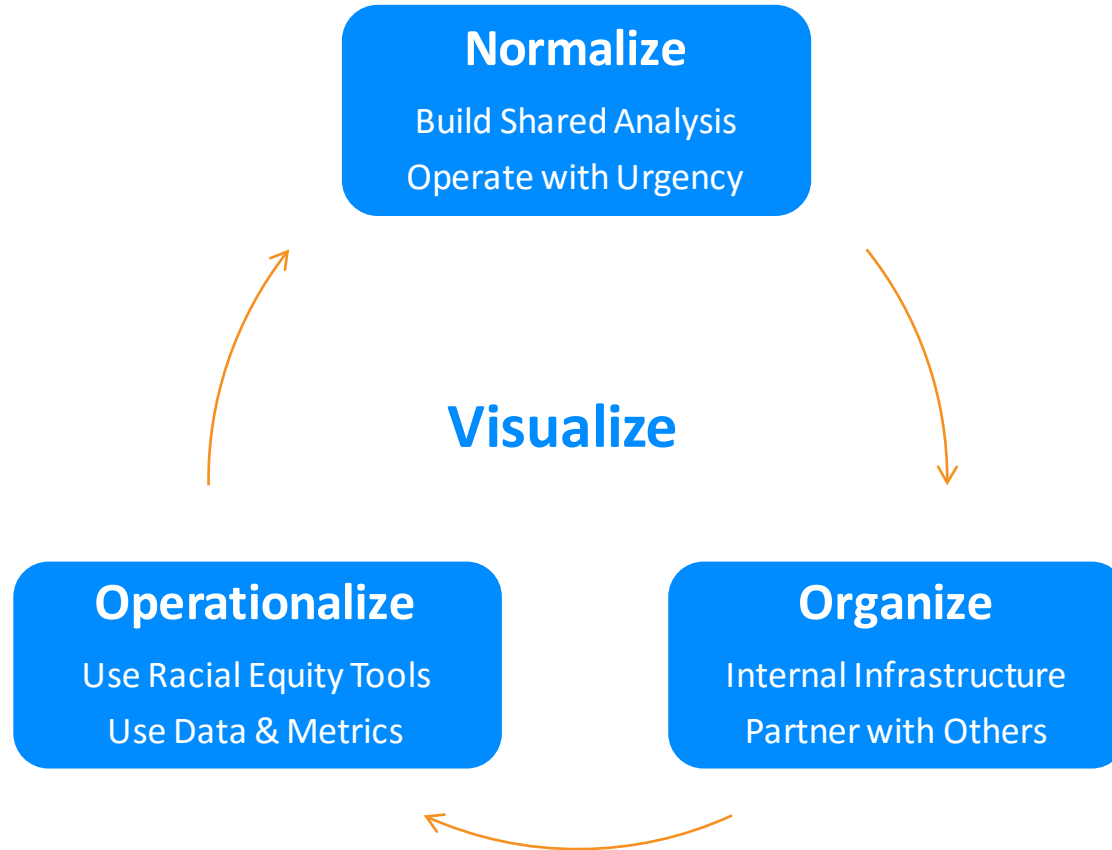 Normalize
Build Shared Analysis
Operate with Urgency
Visualize
Operationalize
Use Racial Equity Tools
Use Data & Metrics
Organize
Internal Infrastructure
Partner with Others